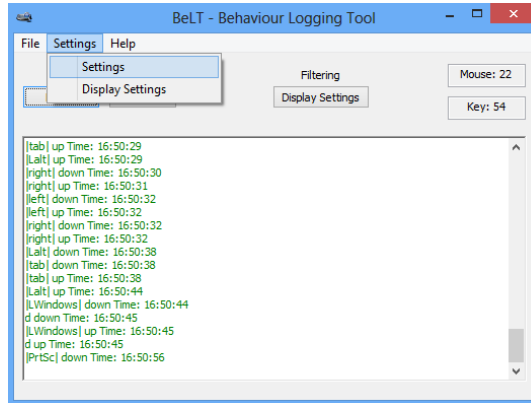 BeLT - Behaviour Logging Tool
File Settings Help
Settings
Display Settings
Filtering
Display Settings
Mouse: 22
Key: 54
|tab| up Time: 16:50:29
|Lalt| up Time: 16:50:29
|right| down Time: 16:50:30
|right| up Time: 16:50:31
|left| down Time: 16:50:32
|left| up Time: 16:50:32
|right| down Time: 16:50:32
|right| up Time: 16:50:32
|Lalt| down Time: 16:50:38
|tab| down Time: 16:50:38
|tab| up Time: 16:50:38
|Lalt| up Time: 16:50:44
|LWindows| down Time: 16:50:44
d down Time: 16:50:45
|LWindows| up Time: 16:50:45
d up Time: 16:50:45
|PrtSc| down Time: 16:50:56